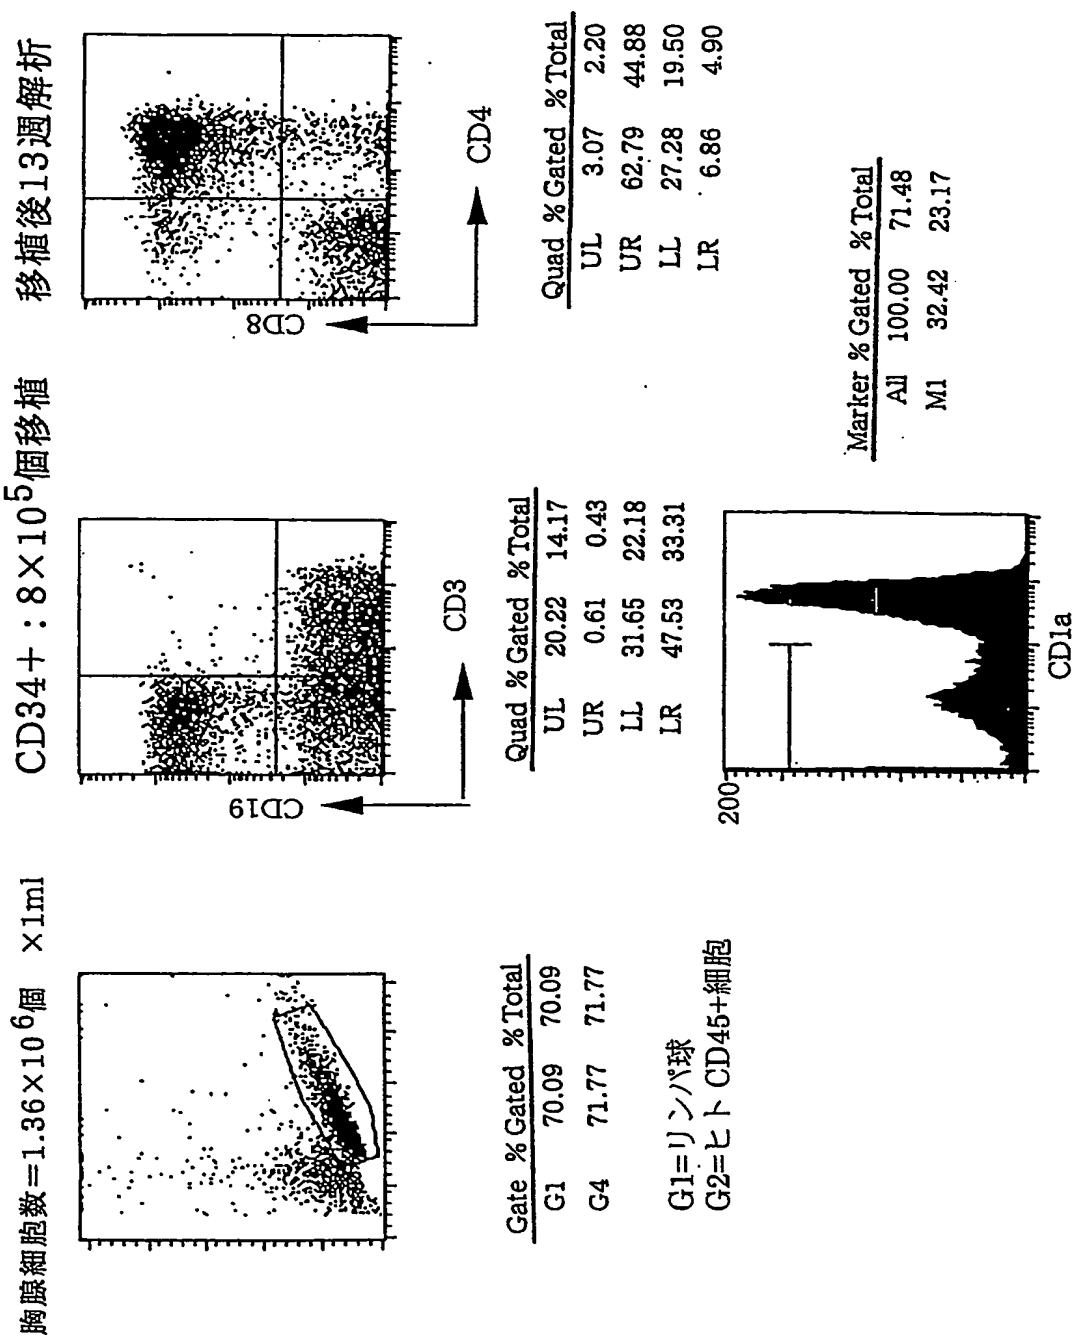 胸腺細胞数=1.36×10⁶個 ×1ml
CD34+:8×10⁵個移植
移植後13週解析
Gate % Gated % Total
G1 70.09 70.09
G4 71.77 71.77
G1=リンパ球
G2=ヒト CD45+細胞
CD19
CD3
Quad % Gated % Total
UL 20.22 14.17
UR 0.61 0.43
LL 31.65 22.18
LR 47.53 33.31
CD8
CD4
Quad % Gated % Total
UL 3.07 2.20
UR 62.79 44.88
LL 27.28 19.50
LR 6.86 4.90
200
CD1a
Marker % Gated % Total
All 100.00 71.48
M1 32.42 23.17